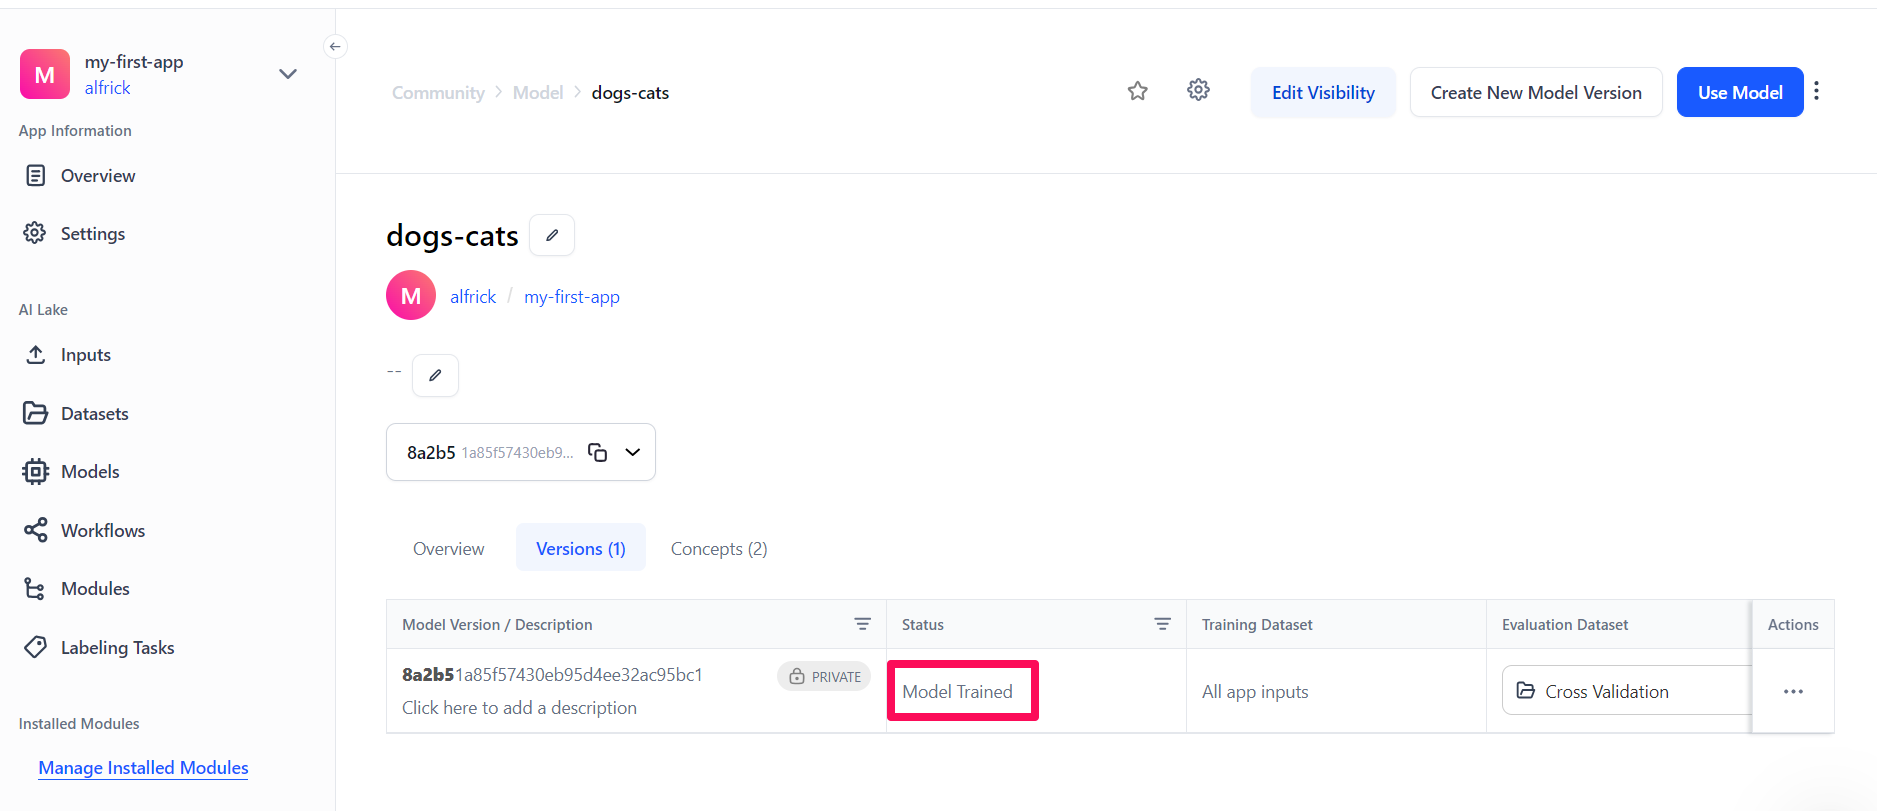 M
my-first-app
alfrick
App Information
Overview
Settings
AI Lake
Inputs
Datasets
Models
Workflows
Modules
Labeling Tasks
Installed Modules
Manage Installed Modules
Community > Model > dogs-cats
Edit Visibility
Create New Model Version
Use Model
dogs-cats
M
alfrick / my-first-app
--
8a2b5 1a85f57430eb9...
Overview
Versions (1)
Concepts (2)
Model Version / Description
Status
Training Dataset
Evaluation Dataset
Actions
8a2b51a85f57430eb95d4ee32ac95bc1
PRIVATE
Click here to add a description
Model Trained
All app inputs
Cross Validation